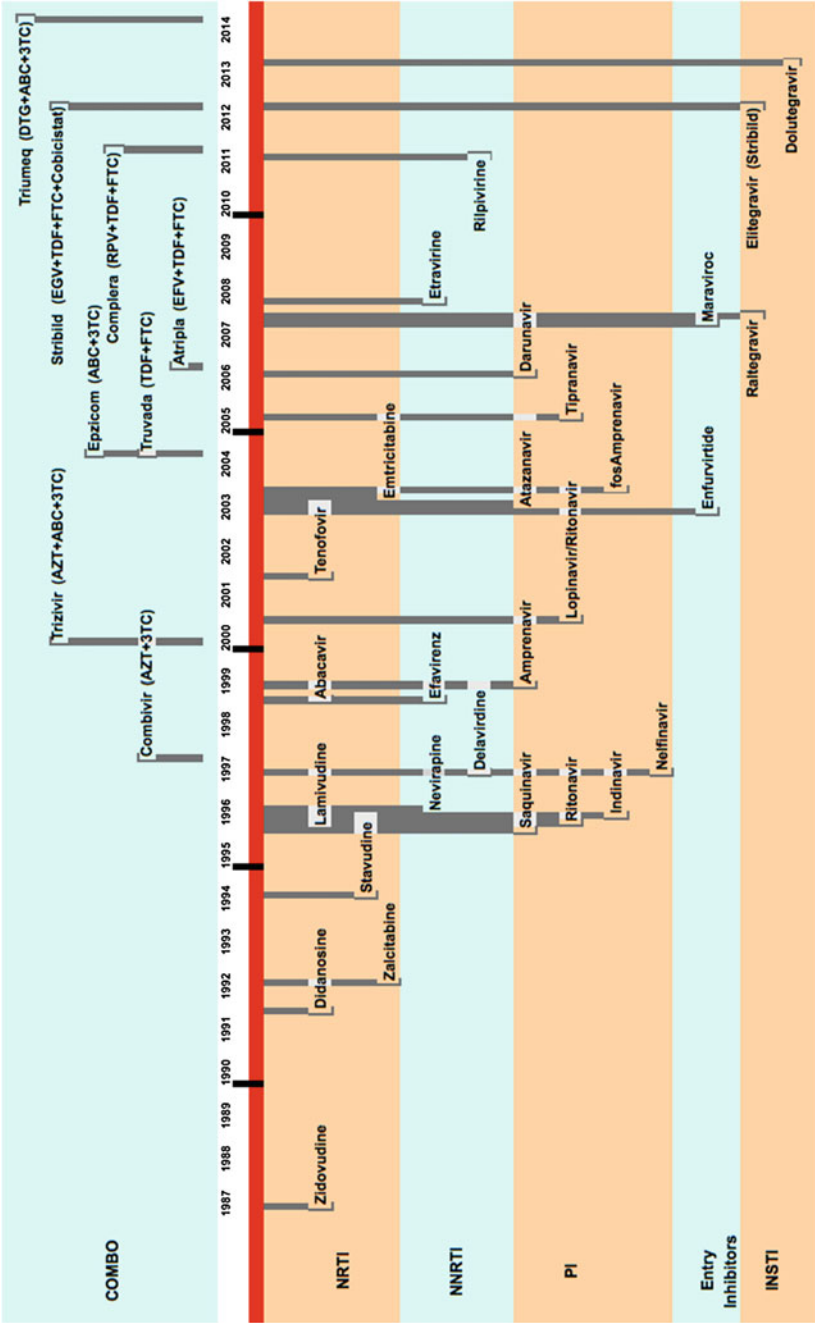 COMBO
Combivir (AZT+3TC)
Trizivir (AZT+ABC+3TC)
Epzicom (ABC+3TC)
Truvada (TDF+FTC)
Atripla (EFV+TDF+FTC)
Complera (RPV+TDF+FTC)
Stribild (EGV+TDF+FTC+Cobicistat)
Triumeq (DTG+ABC+3TC)
1987 1988 1989 1990 1991 1992 1993 1994 1995 1996 1997 1998 1999 2000 2001 2002 2003 2004 2005 2006 2007 2008 2009 2010 2011 2012 2013 2014
NRTI
Zidovudine
Didanosine
Zalcitabine
Stavudine
Lamivudine
Abacavir
Tenofovir
Emtricitabine
NNRTI
Nevirapine
Delavirdine
Efavirenz
Etravirine
Rilpivirine
PI
Saquinavir
Ritonavir
Indinavir
Nelfinavir
Amprenavir
Lopinavir/Ritonavir
Atazanavir
fosAmprenavir
Tipranavir
Darunavir
Entry
Inhibitors
Enfurvirtide
Maraviroc
INSTI
Raltegravir
Elitegravir (Stribild)
Dolutegravir